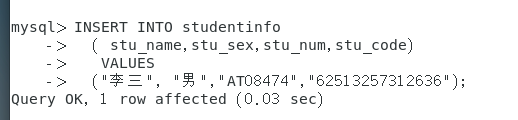 mysql> INSERT INTO studentinfo
-> ( stu_name,stu_sex,stu_num,stu_code)
-> VALUES
-> ("李三", "男","AT08474","62513257312636");
Query OK, 1 row affected (0.03 sec)